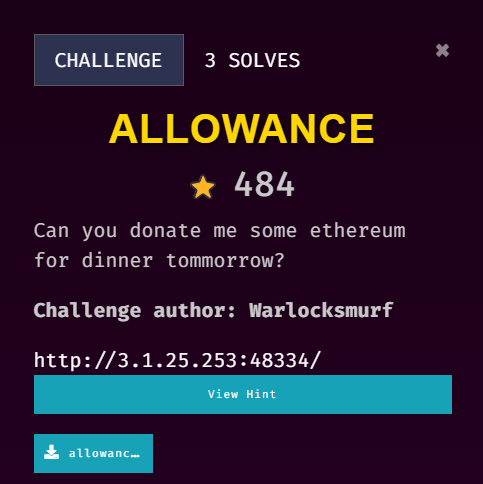 CHALLENGE
3 SOLVES
✖
ALLOWANCE
484
Can you donate me some ethereum
for dinner tommorrow?
Challenge author: Warlocksmurf
http://3.1.25.253:48334/
View Hint
allowanc…